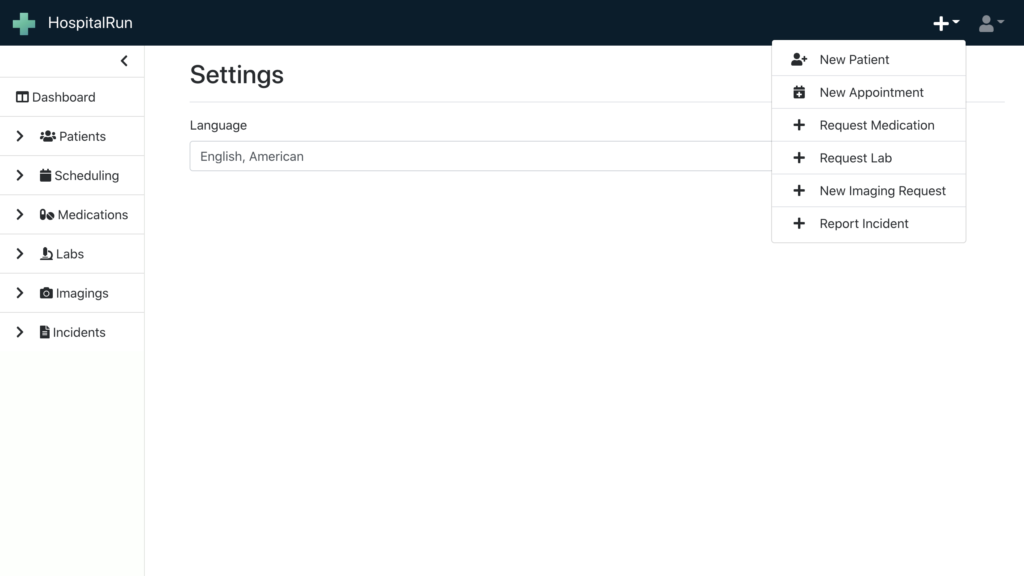 HospitalRun
New Patient
New Appointment
Request Medication
Request Lab
New Imaging Request
Report Incident
Dashboard
Patients
Scheduling
Medications
Labs
Imagings
Incidents
Settings
Language
English, American